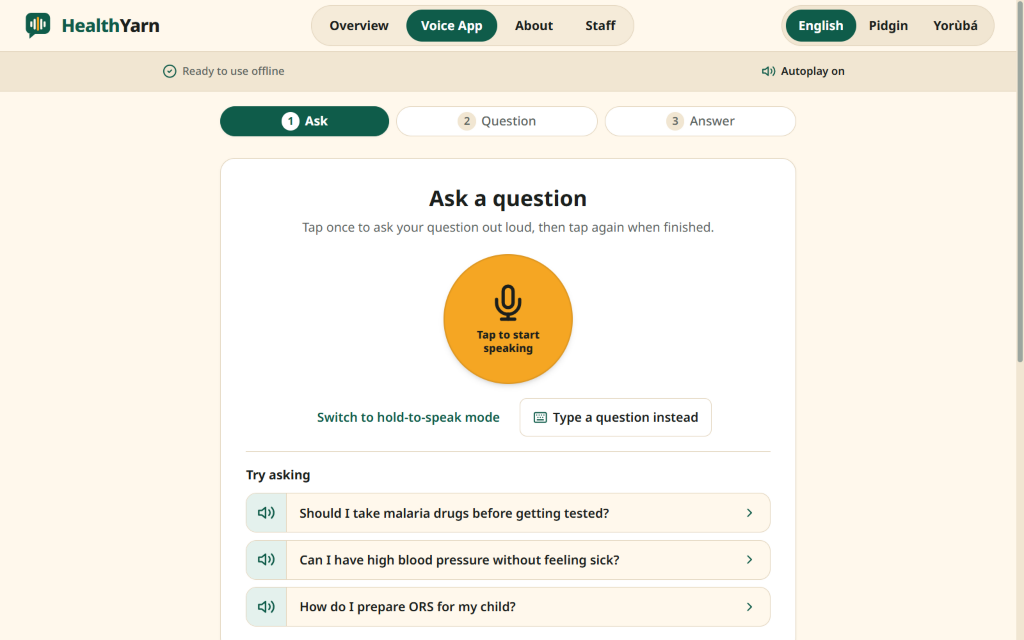 HealthYarn
Overview
Voice App
About
Staff
English
Pidgin
Yorùbá
Ready to use offline
Autoplay on
1 Ask
2 Question
3 Answer
Ask a question
Tap once to ask your question out loud, then tap again when finished.
Tap to start
speaking
Switch to hold-to-speak mode
Type a question instead
Try asking
Should I take malaria drugs before getting tested?
Can I have high blood pressure without feeling sick?
How do I prepare ORS for my child?